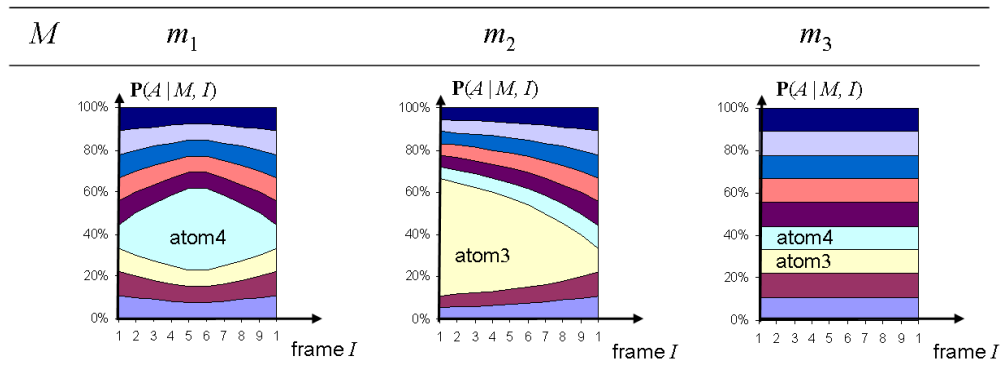 M m1 m2 m3
P(A | M, I) P(A | M, I) P(A | M, I)
100% 100% 100%
80% 80% 80%
60% 60% 60%
40% atom4 40% 40% atom4
20% 20% atom3 20% atom3
0% 0% 0%
1 2 3 4 5 6 7 8 9 1 1 2 3 4 5 6 7 8 9 1 1 2 3 4 5 6 7 8 9 1
frame I frame I frame I